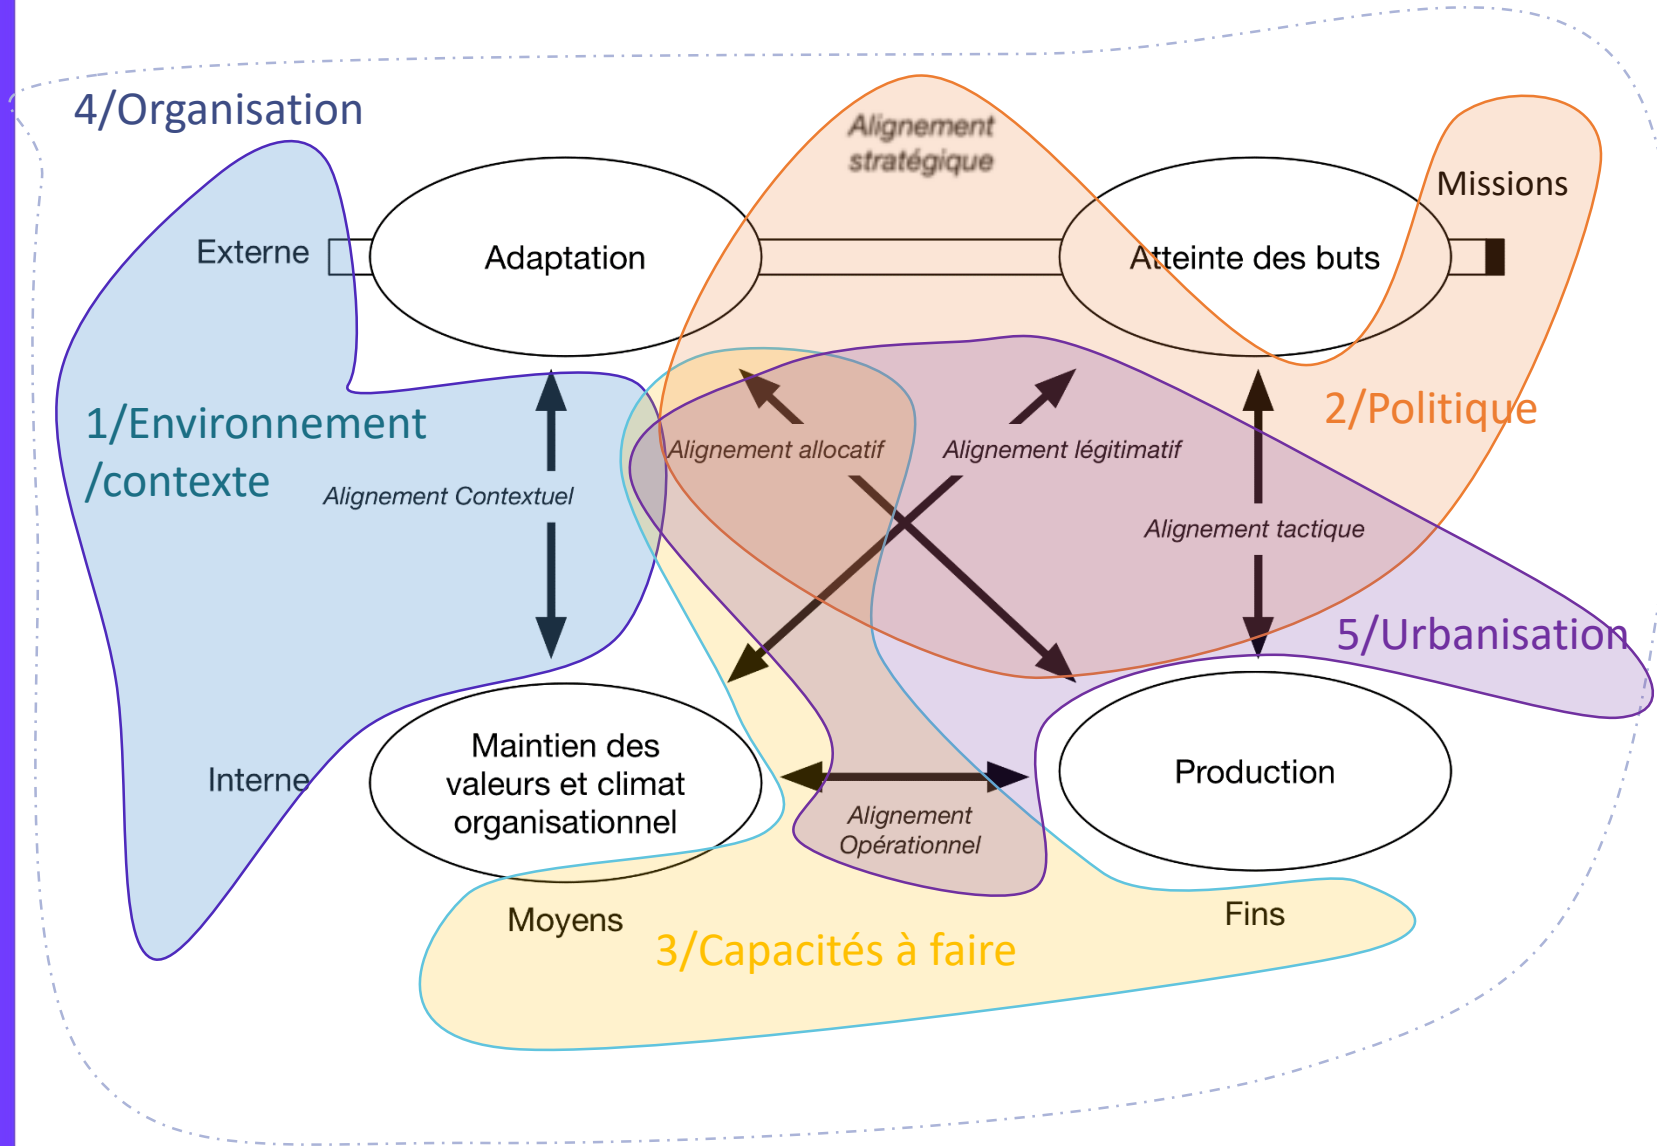 4/Organisation
Alignement
stratégique
Missions
Externe
Adaptation
Atteinte des buts
1/Environnement
/contexte
2/Politique
Alignement allocatif
Alignement légitimatif
Alignement Contextuel
Alignement tactique
5/Urbanisation
Interne
Maintien des
valeurs et climat
organisationnel
Production
Alignement
Opérationnel
Moyens
Fins
3/Capacités à faire